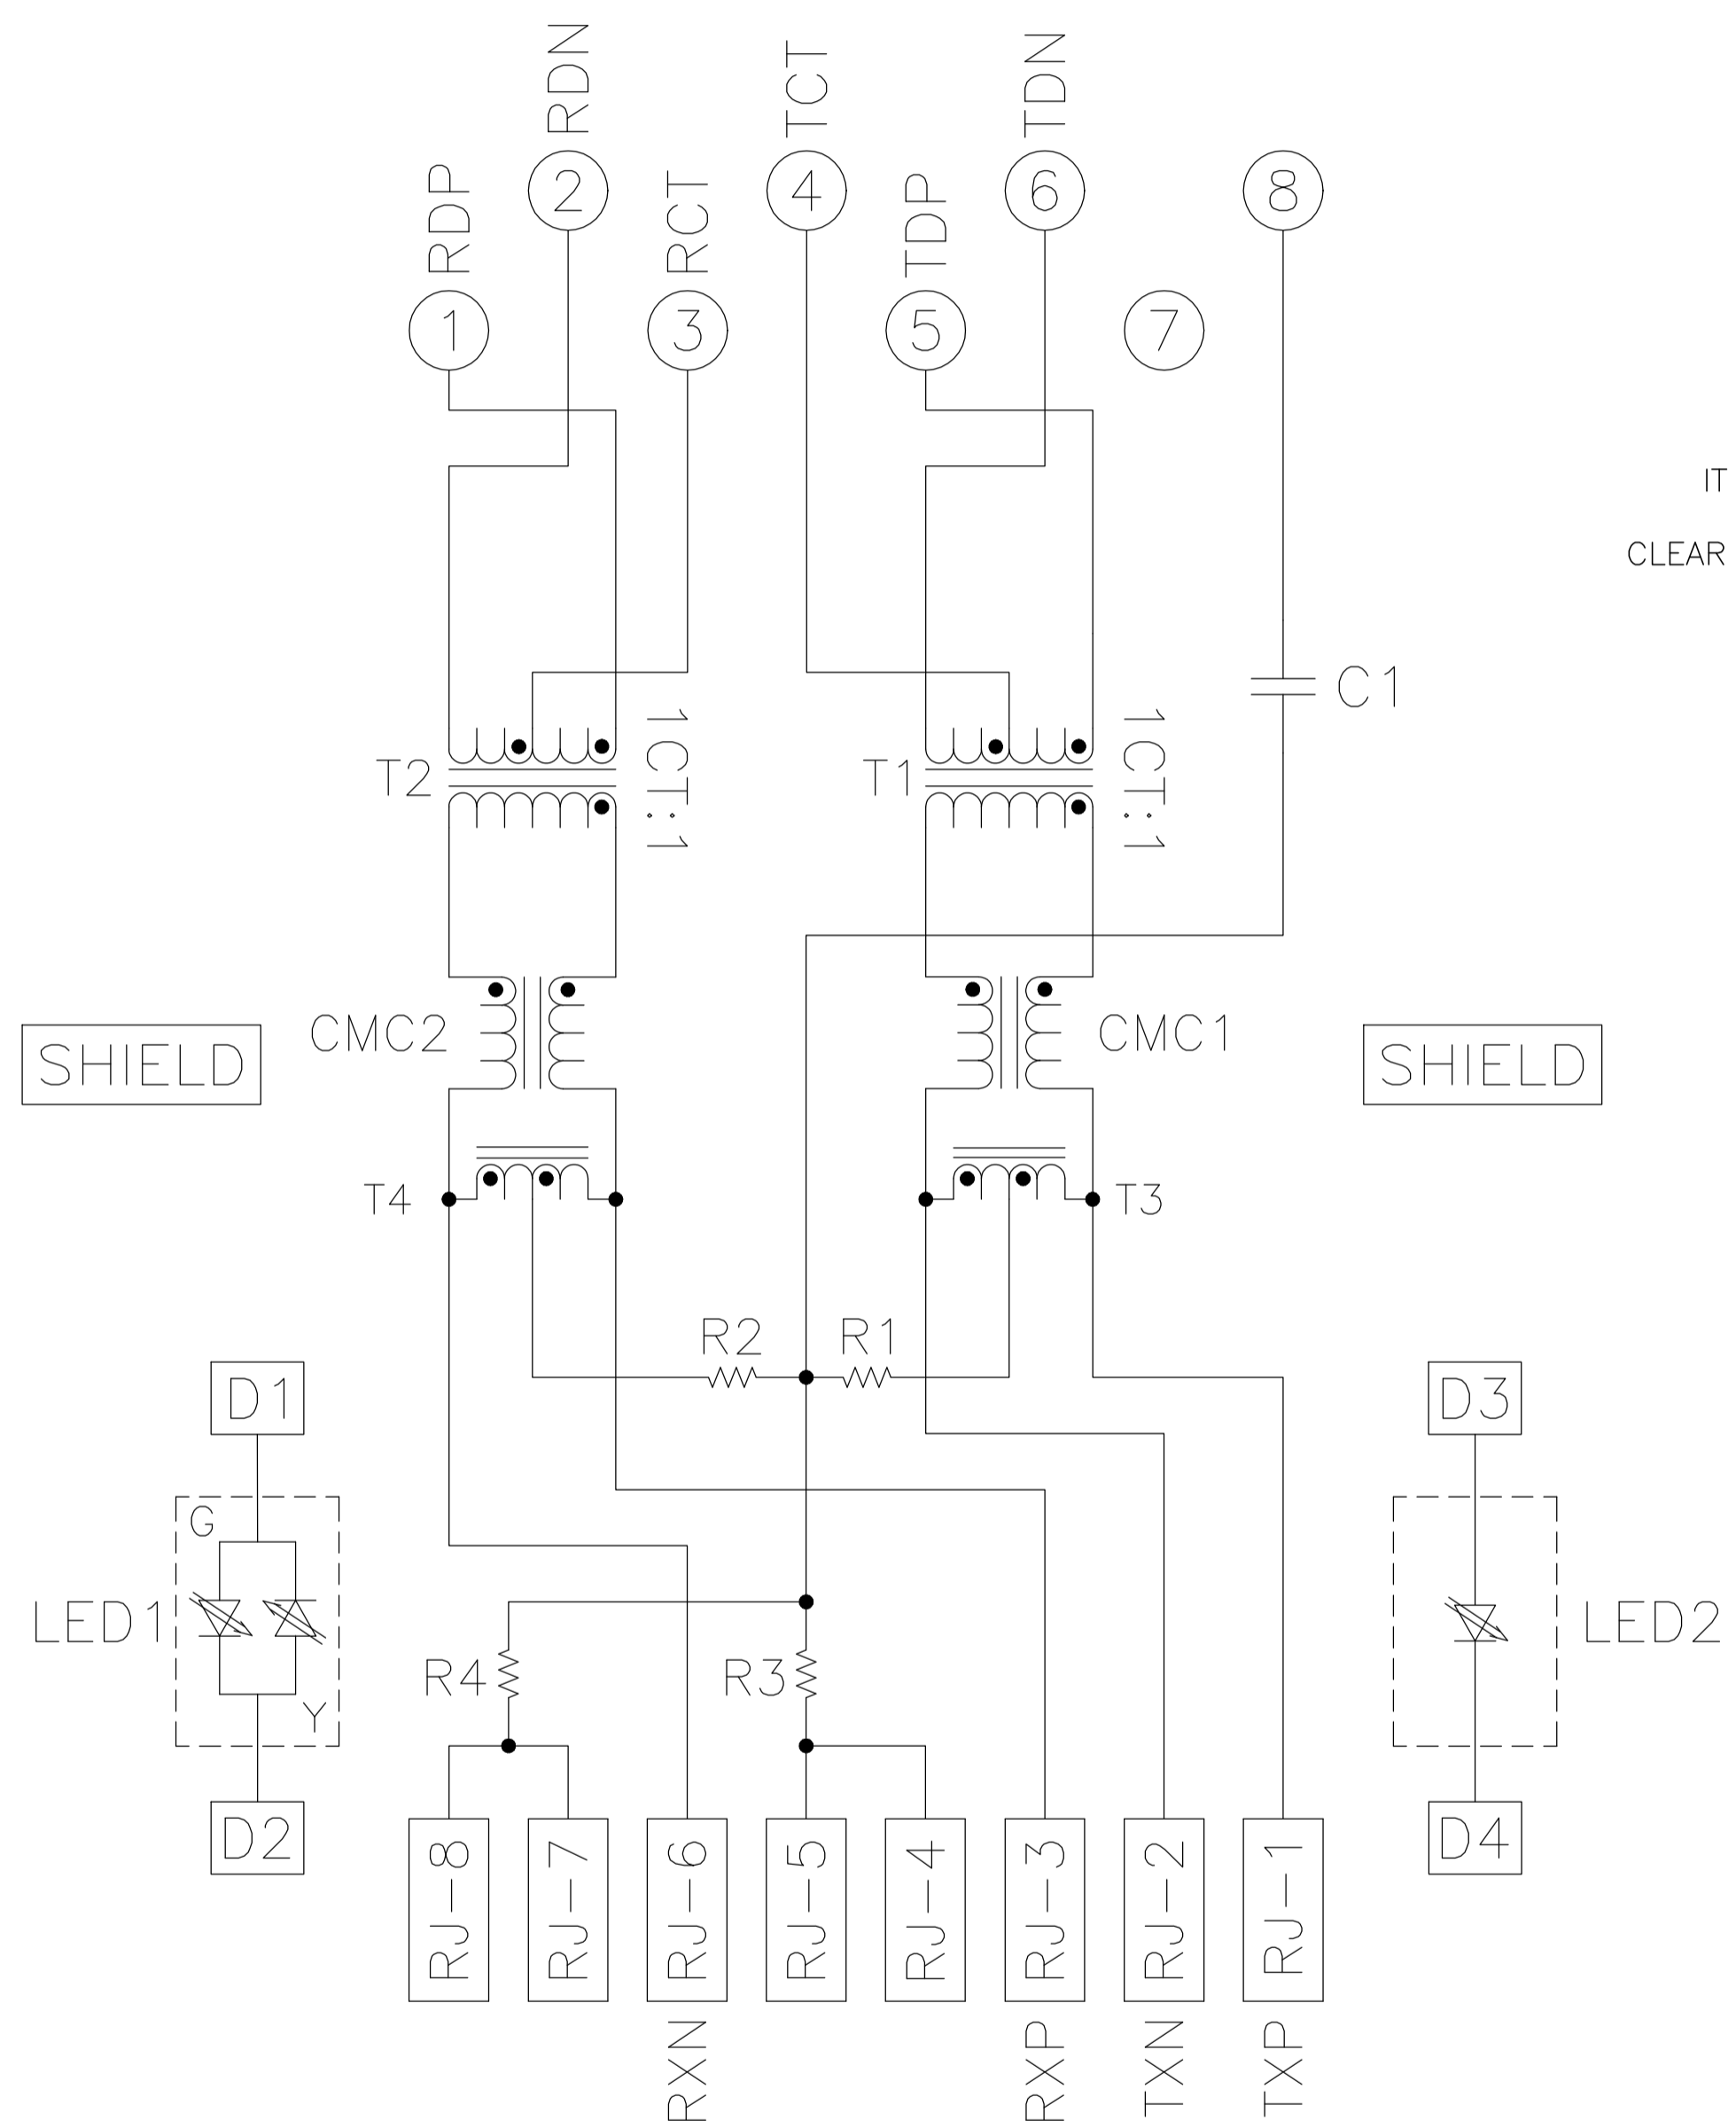 RDN
TCT
TDN
RDP
RCT
TDP
2
4
6
8
1
3
5
7
IT
CLEAR
C1
T2
1CT:1
T1
1CT:1
CMC2
CMC1
SHIELD
SHIELD
T4
T3
R2
R1
D1
D3
G
LED1
LED2
R4
R3
Y
D2
D4
RJ-8
RJ-7
RJ-6
RJ-5
RJ-4
RJ-3
RJ-2
RJ-1
RXN
RXP
TXN
TXP